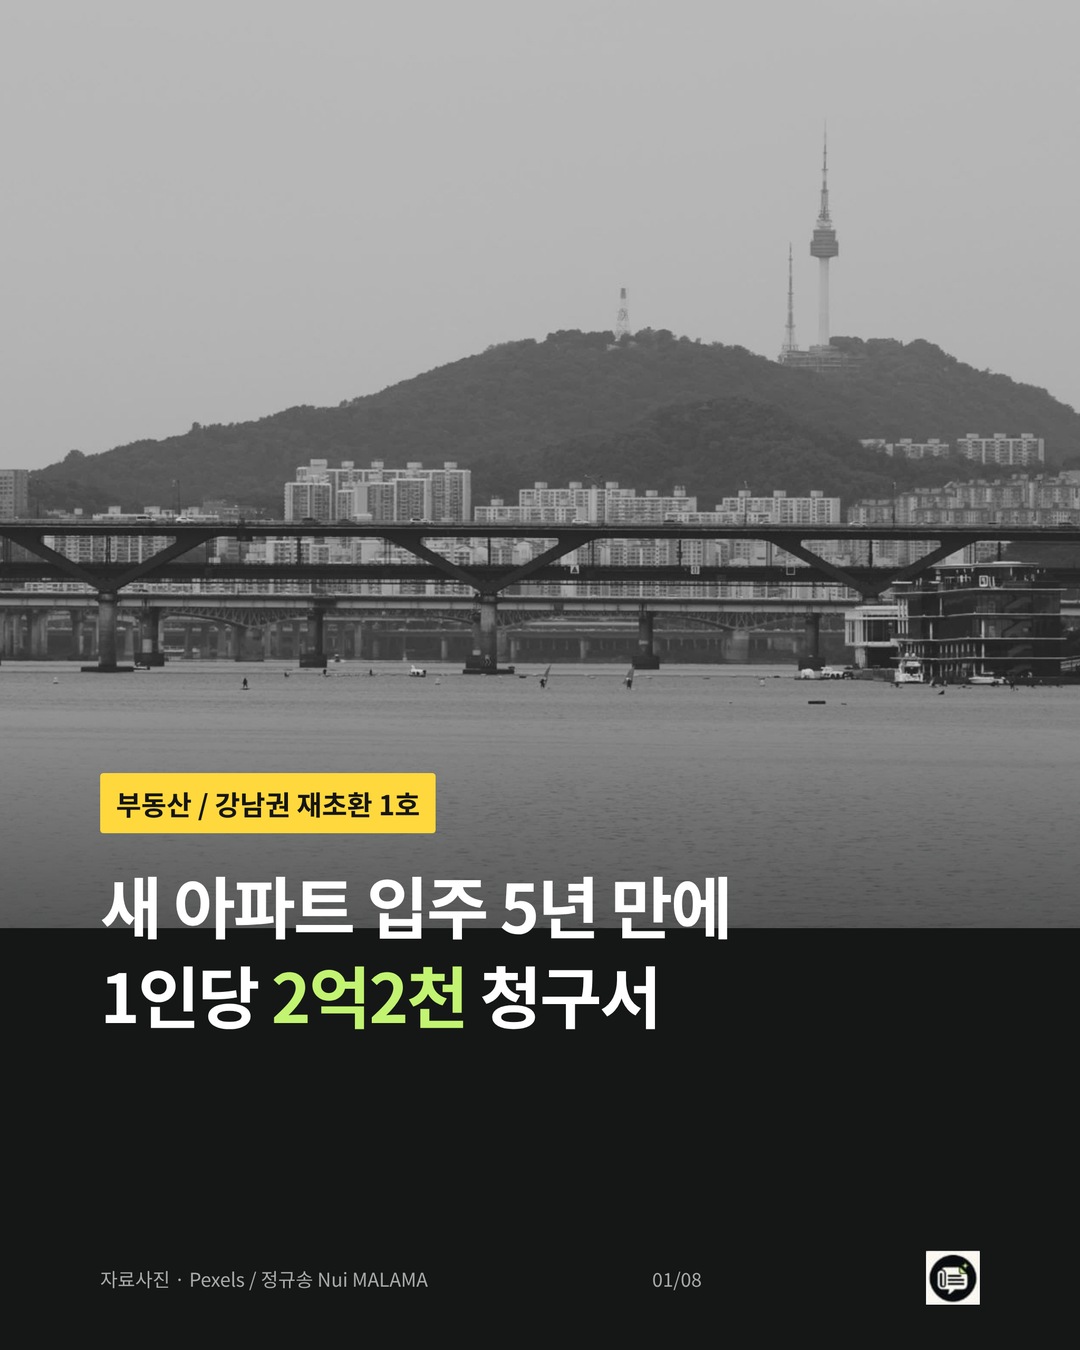 부동산 / 강남권 재초환 1호
새 아파트 입주 5년 만에
1인당 2억2천 청구서
자료사진 · Pexels / 정규송 Nui MALAMA
01/08